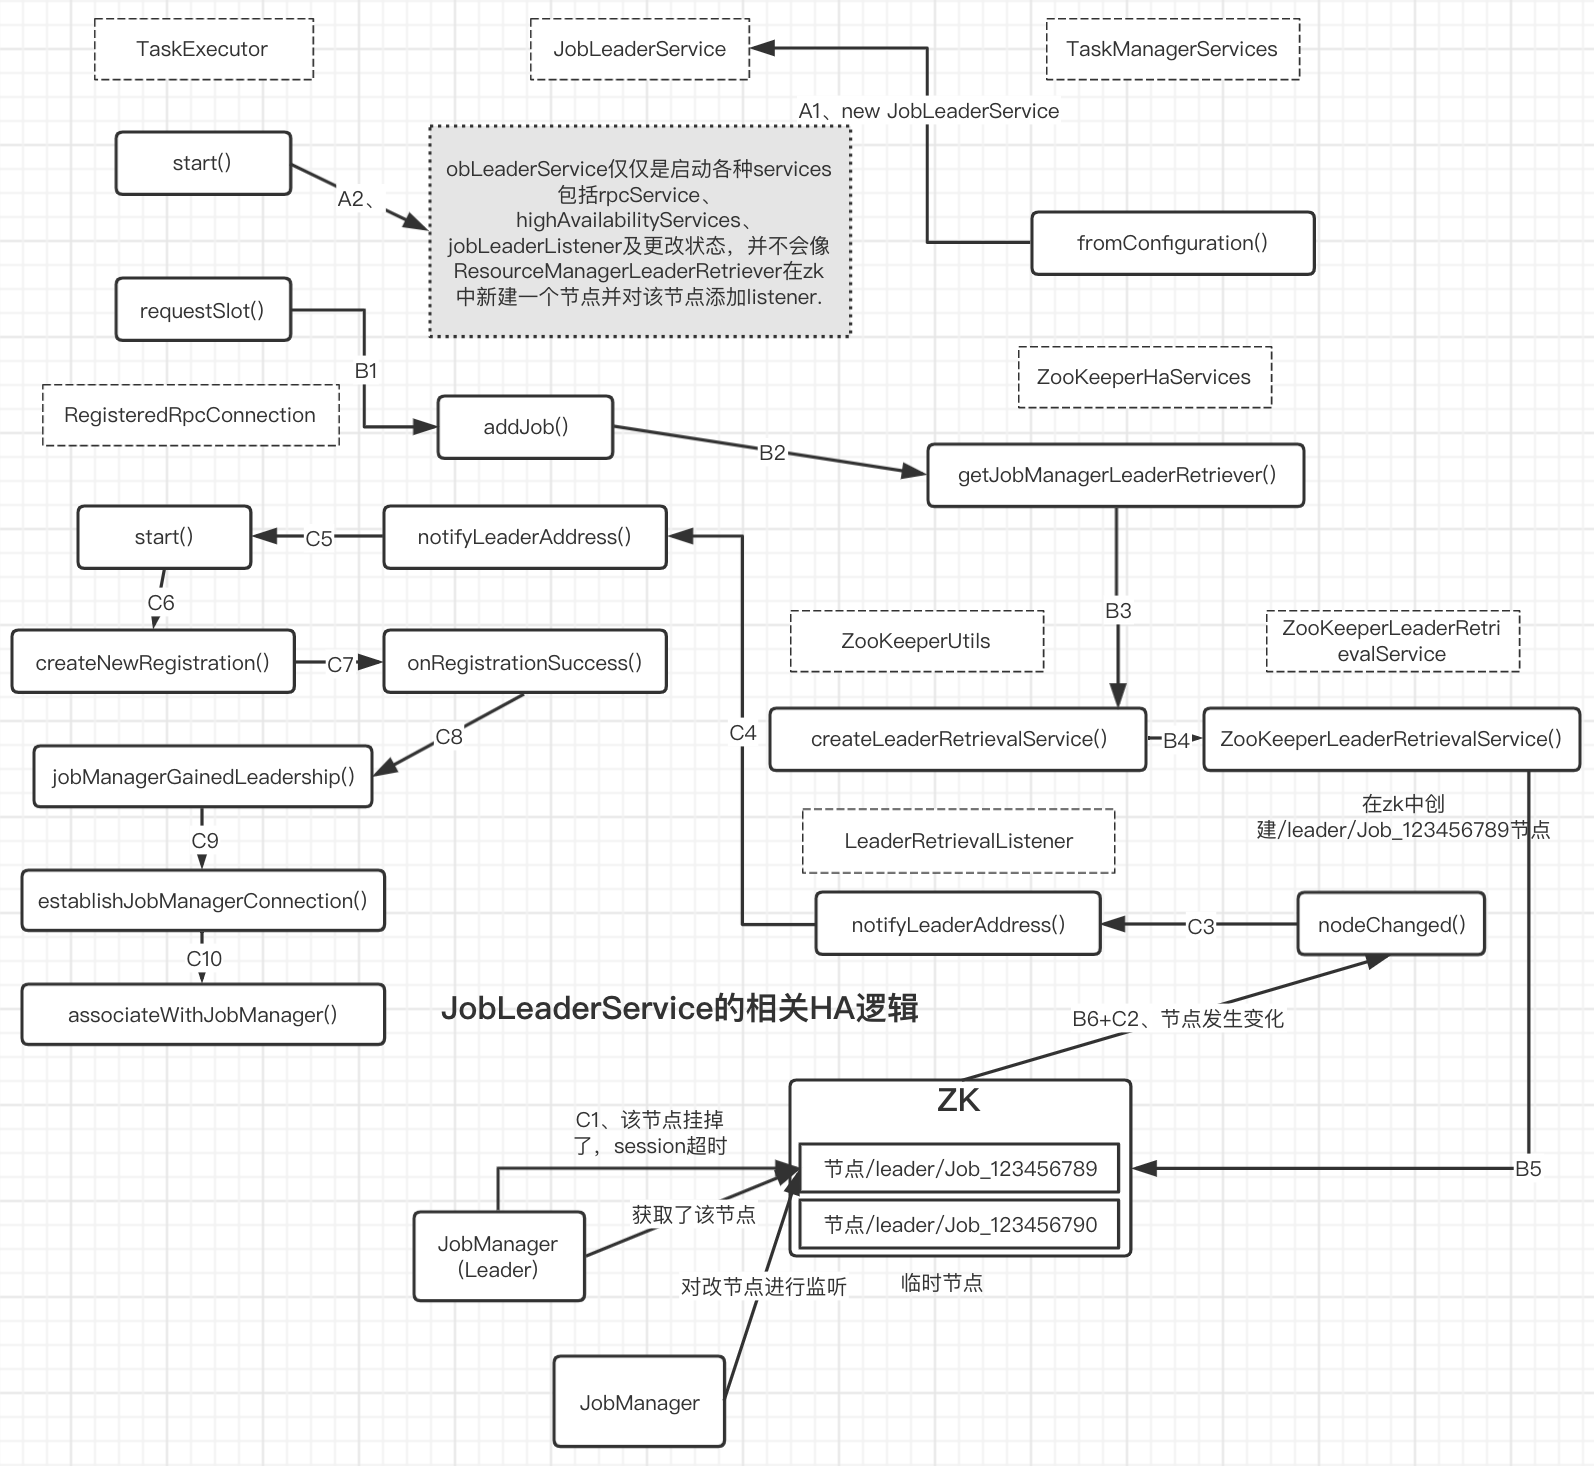 TaskExecutor
JobLeaderService
TaskManagerServices
A1、new JobLeaderService
start()
A2、
obLeaderService仅仅是启动各种services
包括rpcService、
highAvailabilityServices、
jobLeaderListener及更改状态，并不会像
ResourceManagerLeaderRetriever在zk
中新建一个节点并对该节点添加listener.
fromConfiguration()
requestSlot()
B1
ZooKeeperHaServices
RegisteredRpcConnection
addJob()
B2
getJobManagerLeaderRetriever()
start()
C5
notifyLeaderAddress()
C6
B3
ZooKeeperUtils
ZooKeeperLeaderRetri
evalService
createNewRegistration()
C7
onRegistrationSuccess()
C8
C4
createLeaderRetrievalService()
B4
ZooKeeperLeaderRetrievalService()
jobManagerGainedLeadership()
在zk中创
建/leader/Job_123456789节点
C9
LeaderRetrievalListener
establishJobManagerConnection()
notifyLeaderAddress()
C3
nodeChanged()
C10
associateWithJobManager()
JobLeaderService的相关HA逻辑
B6+C2、节点发生变化
ZK
C1、该节点挂掉
了，session超时
节点/leader/Job_123456789
B5
获取了该节点
节点/leader/Job_123456790
JobManager
(Leader)
对改节点进行监听
临时节点
JobManager